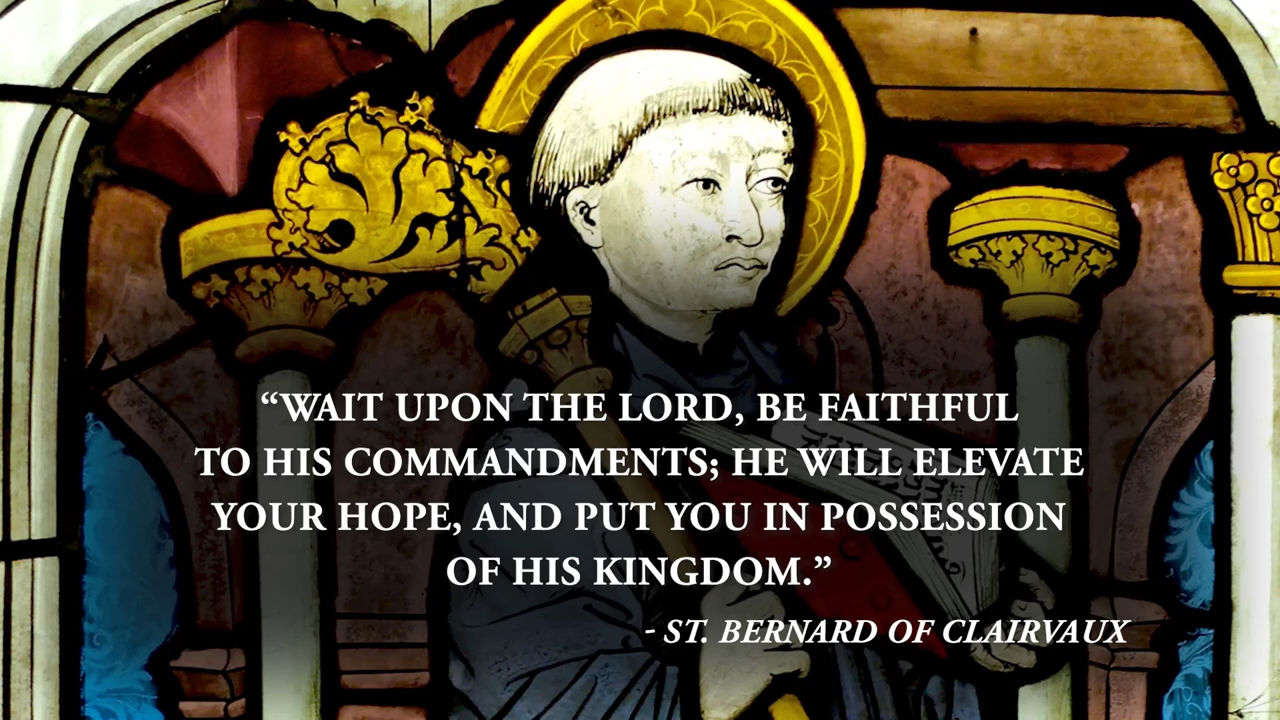 “WAIT UPON THE LORD, BE FAITHFUL
TO HIS COMMANDMENTS; HE WILL ELEVATE
YOUR HOPE, AND PUT YOU IN POSSESSION
OF HIS KINGDOM.”
- ST. BERNARD OF CLAIRVAUX